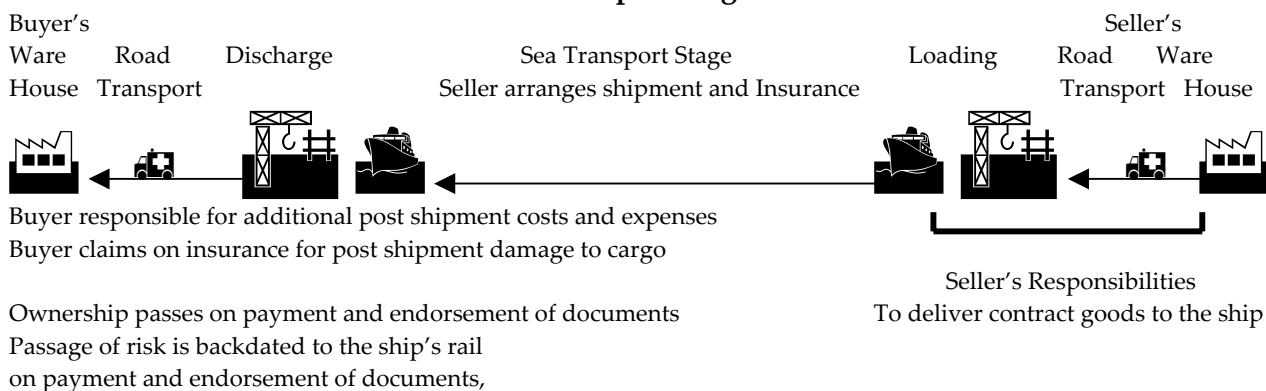 Buyer's Seller's
Ware Road Discharge Sea Transport Stage Loading Road Ware
House Transport Seller arranges shipment and Insurance Transport House
Buyer responsible for additional post shipment costs and expenses
Buyer claims on insurance for post shipment damage to cargo
Seller's Responsibilities
Ownership passes on payment and endorsement of documents To deliver contract goods to the ship
Passage of risk is backdated to the ship's rail
on payment and endorsement of documents,